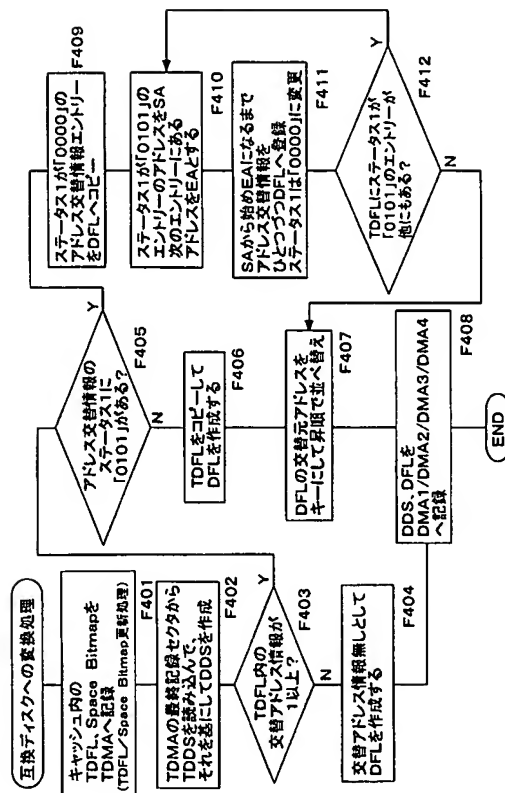 互換ディスクへの変換処理
キャッシュ内の
TDFL、Space Bitmapを
TDMAへ記録
(TDFL/Space Bitmap更新処理)
F401
TDMAの最終記録セクタから
TDDSを読み込んで、
それを基にしてDDSを作成
F402
TDFL内の
交替アドレス情報が
1以上?
F403
Y
N
交替アドレス情報無しとして
DFLを作成する
F404
アドレス交替情報の
ステータス1に
「0101」がある?
F405
Y
N
TDFLをコピーして
DFLを作成する
F406
DFLの交替元アドレスを
キーにして昇順で並べ替え
F407
DDS、DFLを
DMA1/DMA2/DMA3/DMA4
へ記録
F408
END
ステータス1が「0000」の
アドレス交替情報エントリー
をDFLへコピー
F409
ステータス1が「0101」の
エントリーのアドレスをSA
次のエントリーにある
アドレスをEAとする
F410
SAから始めEAになるまで
アドレス交替情報を
ひとつづつDFLへ登録
ステータス1は「0000」に変更
F411
TDFLにステータス1が
「0101」のエントリーが
他にもある?
F412
Y
N